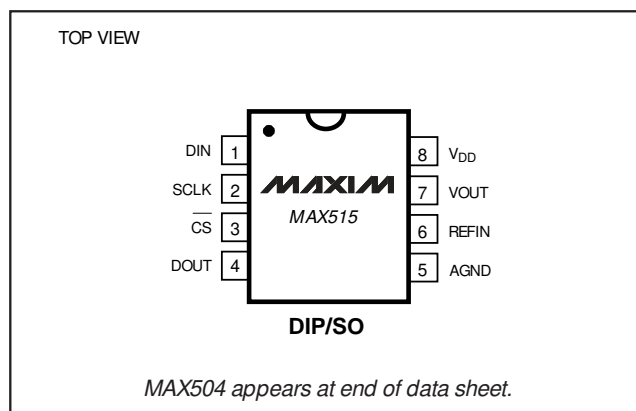 TOP VIEW
DIN 1
SCLK 2
C̅S̅ 3
DOUT 4
MAXIM
MAX515
8 VDD
7 VOUT
6 REFIN
5 AGND
DIP/SO
MAX504 appears at end of data sheet.